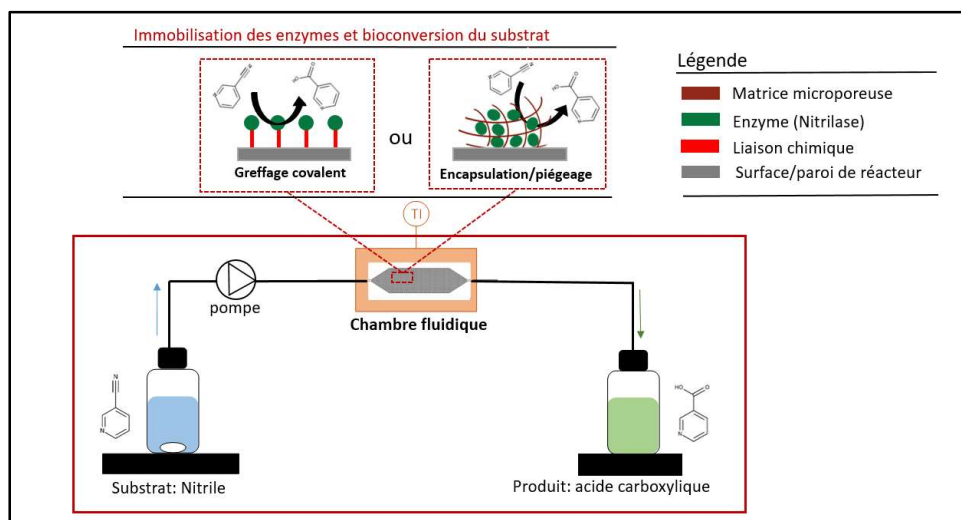 Immobilisation des enzymes et bioconversion du substrat
ou
Greffage covalent
Encapsulation/piégeage
Légende
Matrice microporeuse
Enzyme (Nitrilase)
Liaison chimique
Surface/paroi de réacteur
TI
pompe
Chambre fluidique
N
N
HO
O
N
Substrat: Nitrile
Produit: acide carboxylique